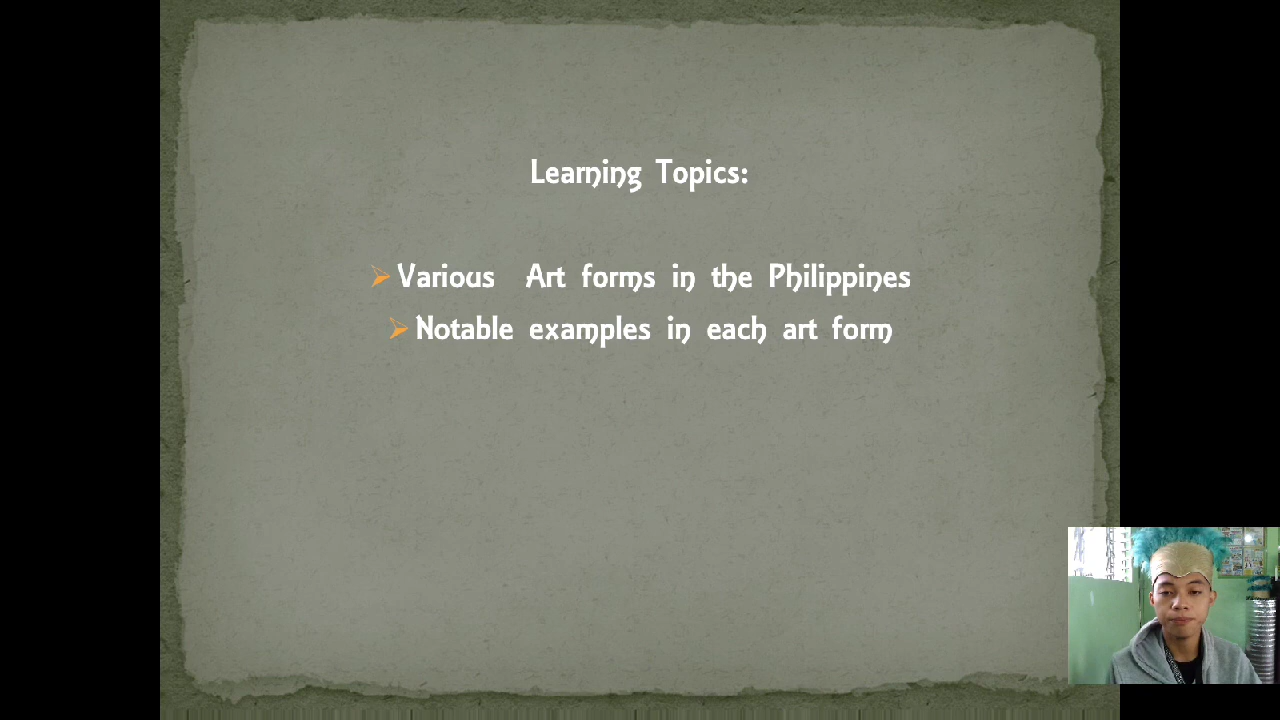 Learning Topics:
Various Art forms in the Philippines
Notable examples in each art form